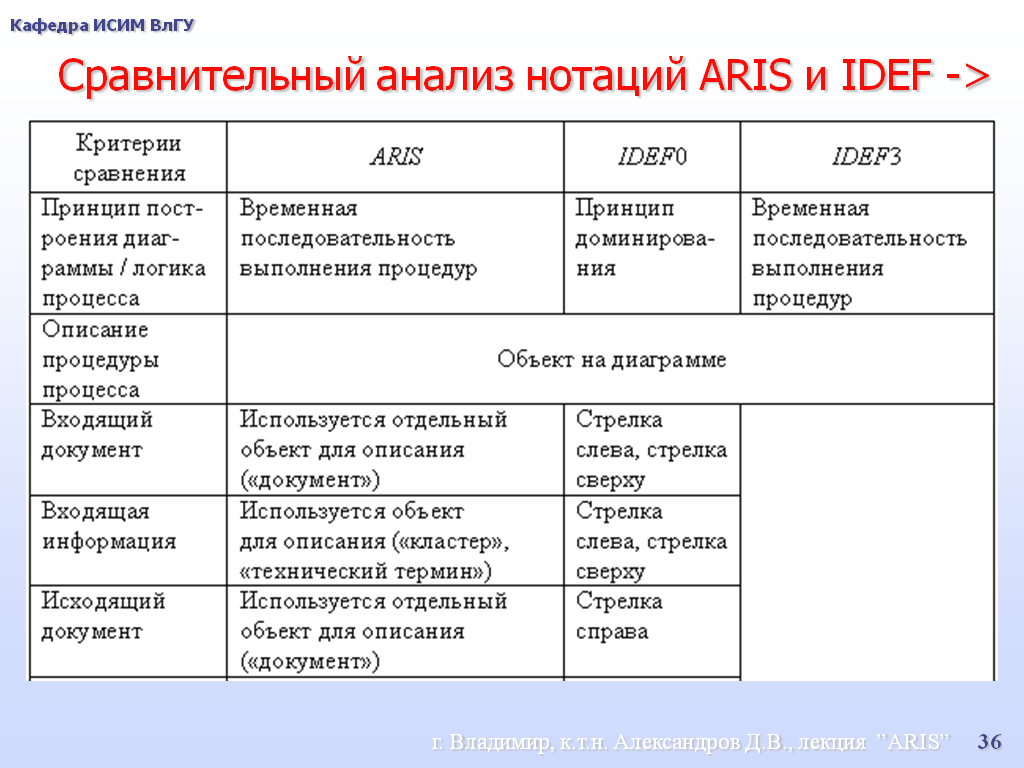 Кафедра ИСИМ ВлГУ
Сравнительный анализ нотаций ARIS и IDEF ->
Критерии
сравнения
ARIS
IDEF0
IDEF3
Принцип пост-
роения диаг-
раммы / логика
процесса
Временная
последовательность
выполнения процедур
Принцип
доминирова-
ния
Временная
последовательность
выполнения
процедур
Описание
процедуры
процесса
Объект на диаграмме
Входящий
документ
Используется отдельный
объект для описания
(«документ»)
Стрелка
слева, стрелка
сверху
Входящая
информация
Используется объект
для описания («кластер»,
«технический термин»)
Стрелка
слева, стрелка
сверху
Исходящий
документ
Используется отдельный
объект для описания
(«документ»)
Стрелка
справа
г. Владимир, к.т.н. Александров Д.В., лекция ”ARIS”
36